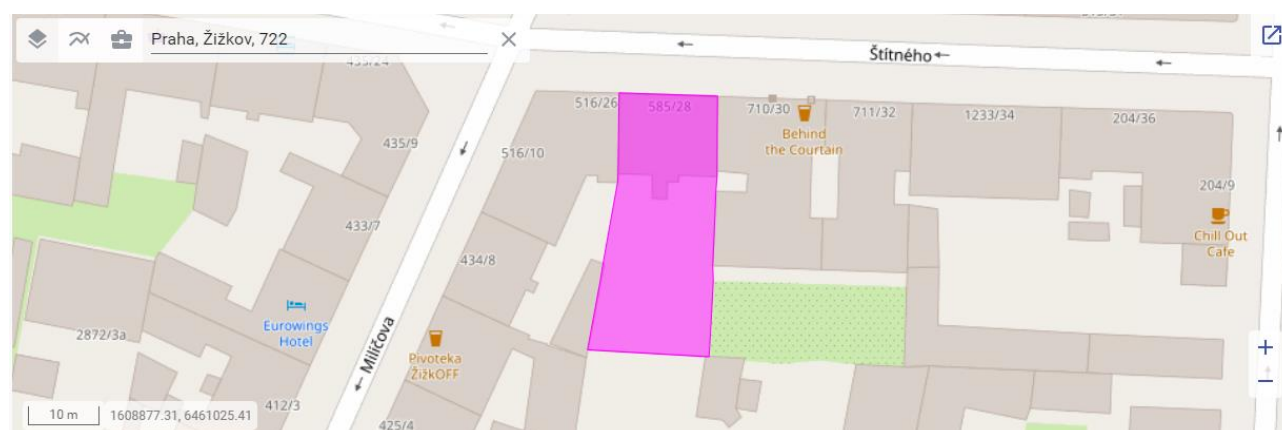 Praha, Žižkov, 722
435/24
Štítného
516/26
585/28
710/30
711/32
1233/34
204/36
Behind
the Courtain
435/9
516/10
204/9
433/7
Chill Out
Cafe
434/8
Eurowings
Hotel
2872/3a
Miličova
Pivoteka
ŽižkOFF
+
−
10 m
1608877.31, 6461025.41
412/3
425/4